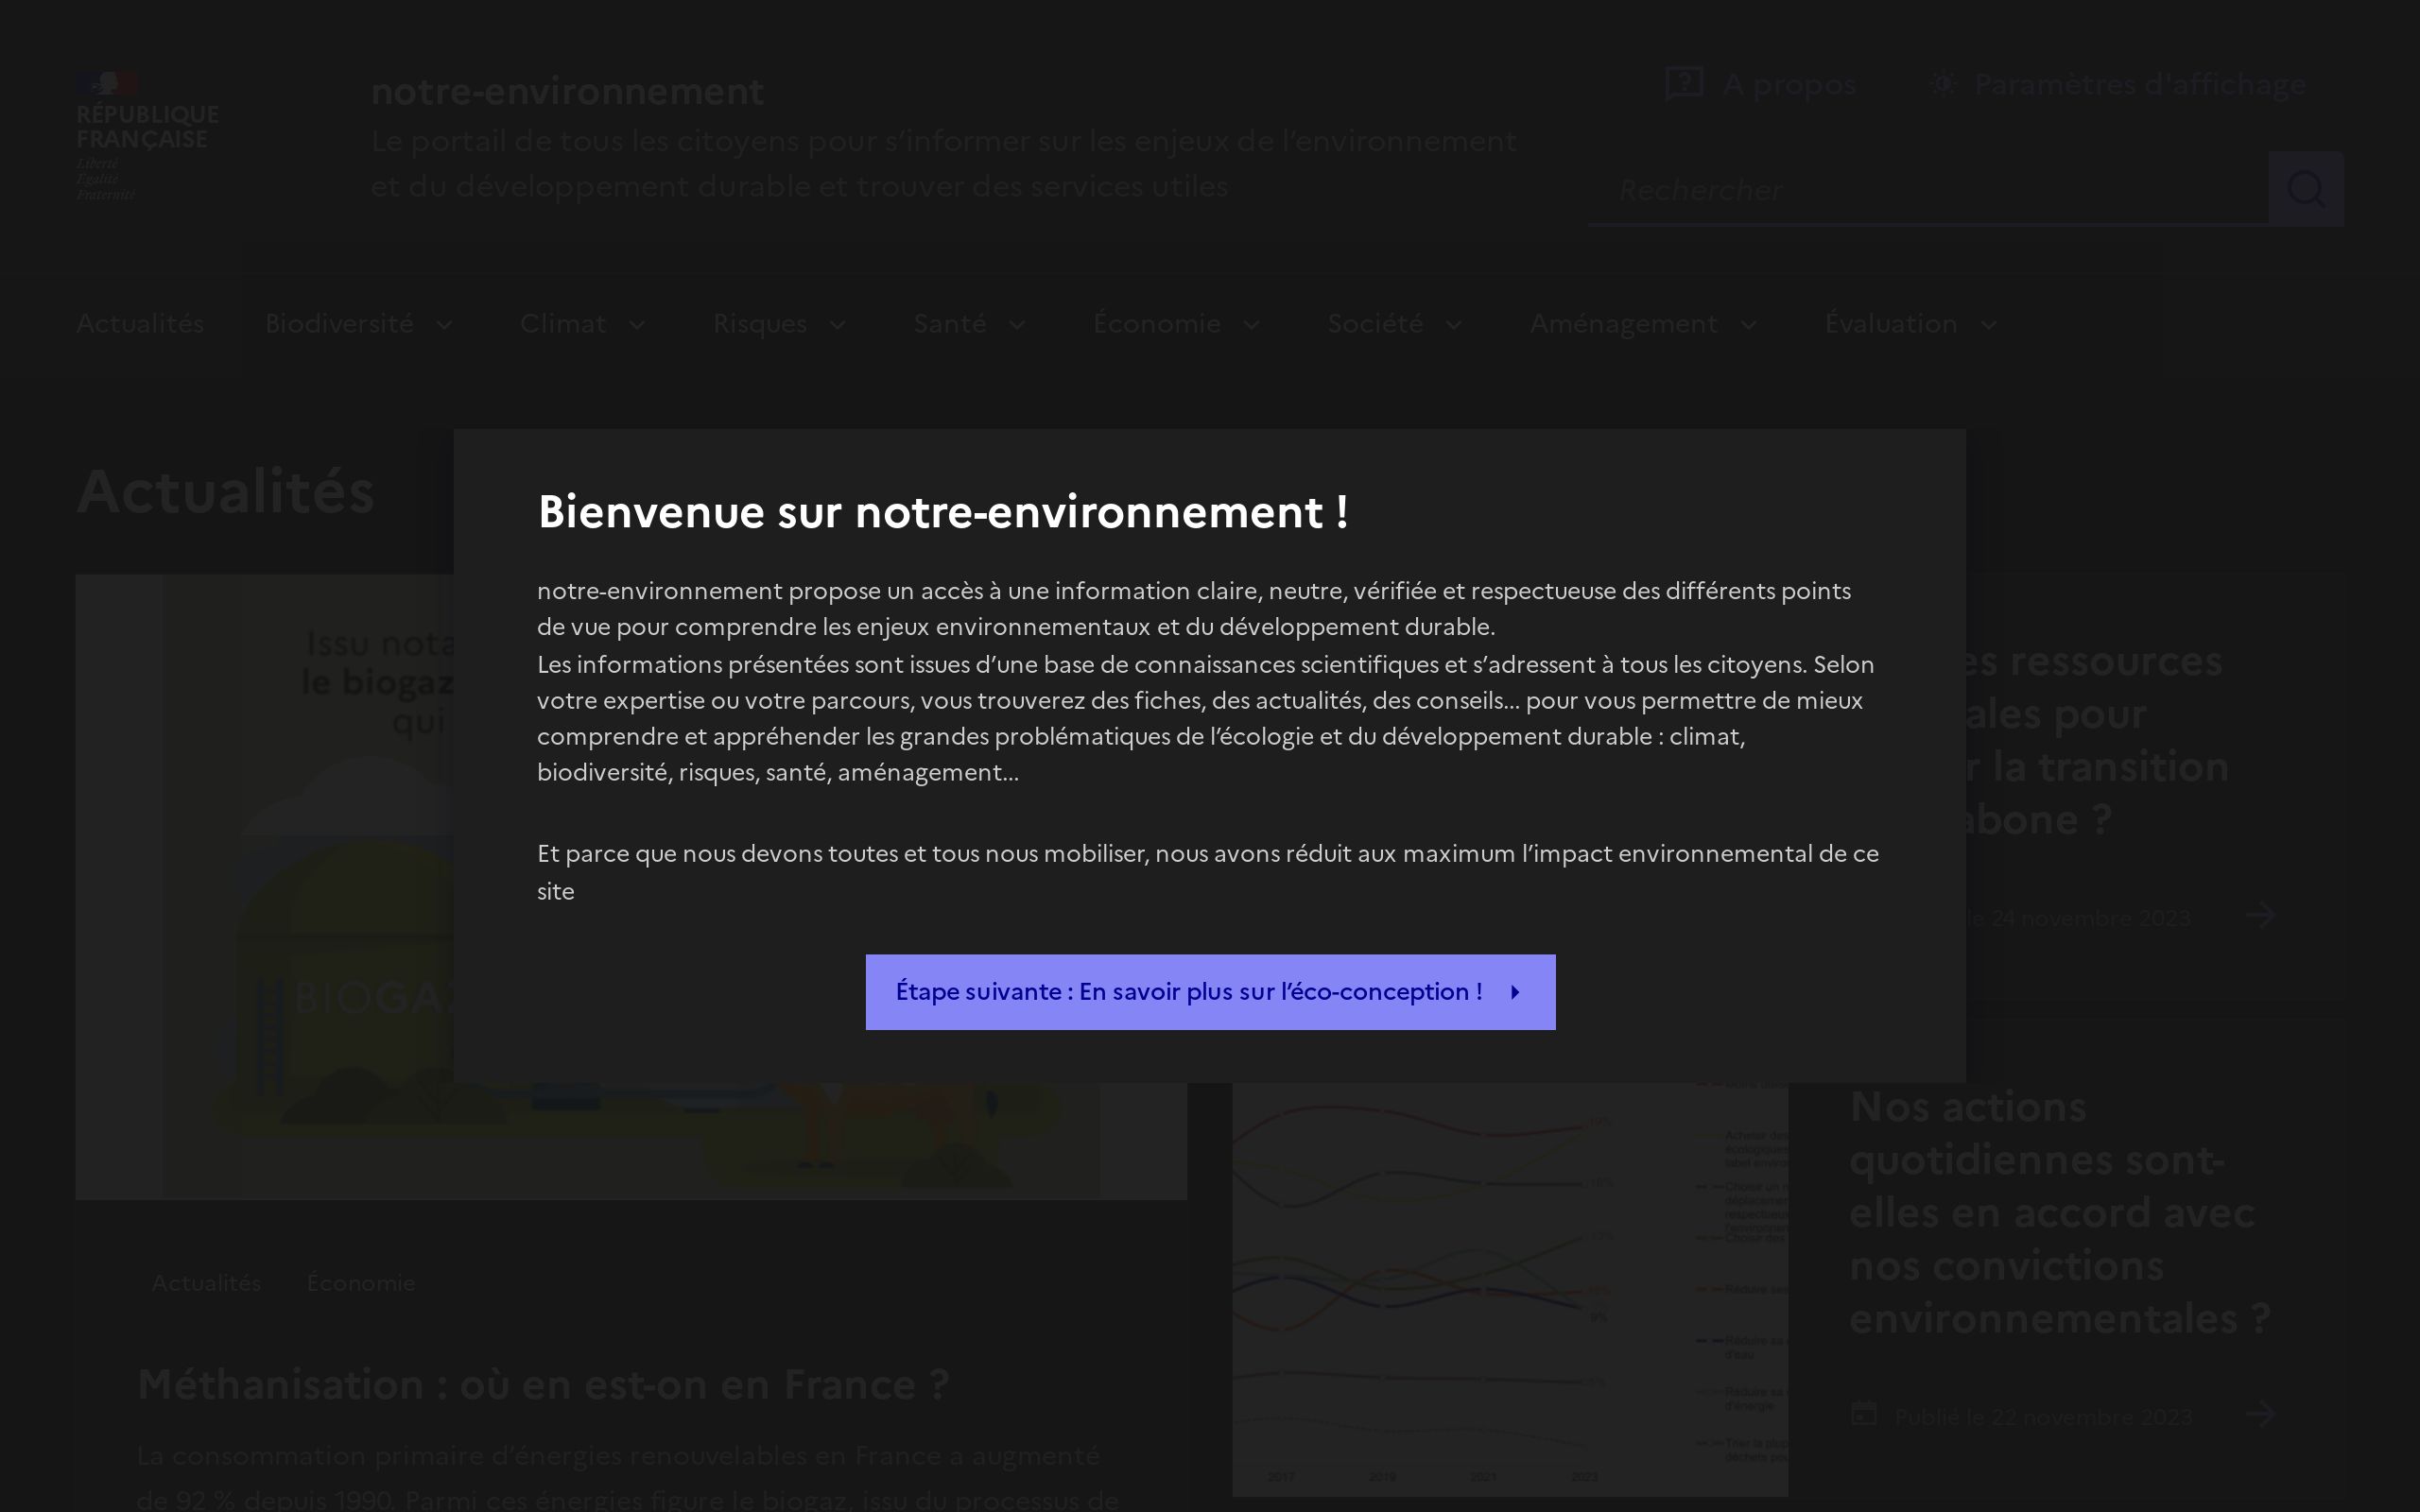 RÉPUBLIQUE
FRANÇAISE
Liberté
Égalité
Fraternité
notre-environnement
Le portail de tous les citoyens pour s’informer sur les enjeux de l’environnement
et du développement durable et trouver des services utiles
A propos
Paramètres d’affichage
Rechercher
Actualités
Biodiversité
Climat
Risques
Santé
Économie
Société
Aménagement
Évaluation
Actualités
Bienvenue sur notre-environnement !
notre-environnement propose un accès à une information claire, neutre, vérifiée et respectueuse des différents points
de vue pour comprendre les enjeux environnementaux et du développement durable.
Les informations présentées sont issues d’une base de connaissances scientifiques et s’adressent à tous les citoyens. Selon
votre expertise ou votre parcours, vous trouverez des fiches, des actualités, des conseils... pour vous permettre de mieux
comprendre et appréhender les grandes problématiques de l’écologie et du développement durable : climat,
biodiversité, risques, santé, aménagement...
Et parce que nous devons toutes et tous nous mobiliser, nous avons réduit aux maximum l’impact environnemental de ce
site
Étape suivante : En savoir plus sur l’éco-conception !
Issu
le biogaz
qui
BIOGAZ
ressources
pour
la transition
?
le 24 novembre 2023
Actualités
Économie
Méthanisation : où en est-on en France ?
La consommation primaire d’énergies renouvelables en France a augmenté
de 92 % depuis 1990. Parmi ces énergies figure le biogaz, issu du processus de
2017
2019
2021
2023
Nos actions
quotidiennes sont-
elles en accord avec
nos convictions
environnementales ?
Publié le 22 novembre 2023